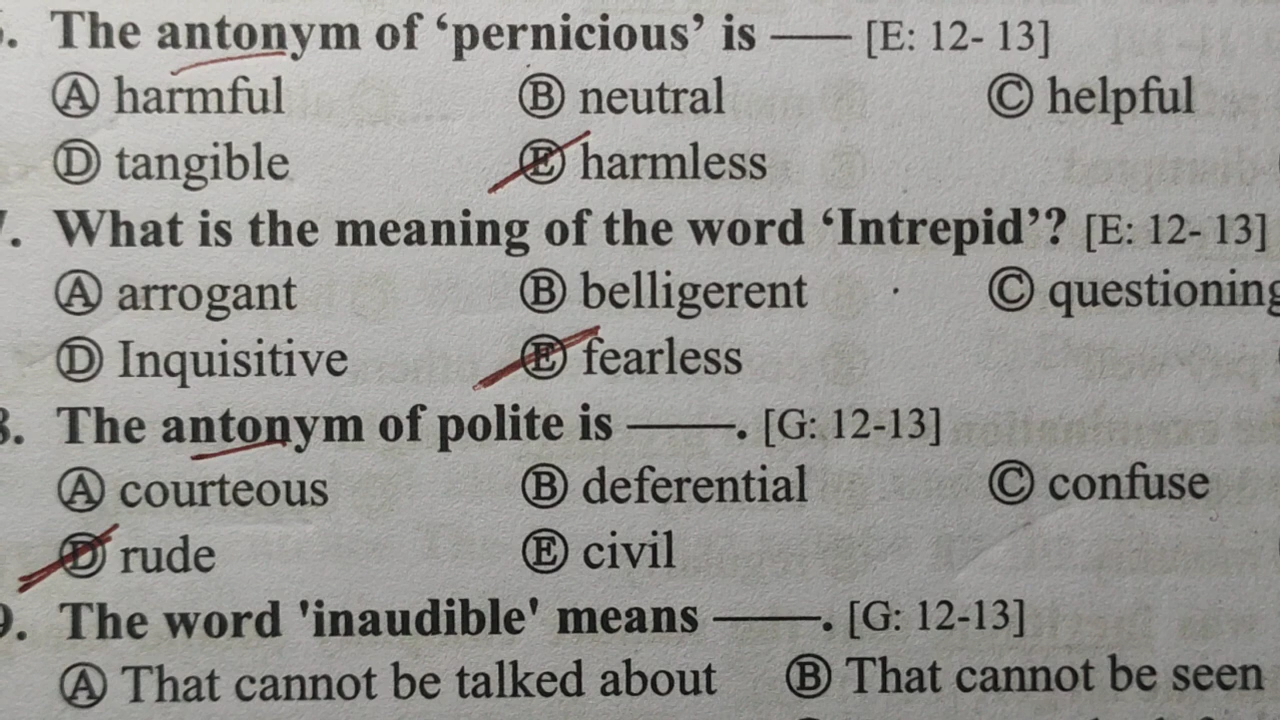 . The antonym of ‘pernicious’ is —— [E: 12- 13]
Ⓐ harmful Ⓑ neutral Ⓒ helpful
Ⓓ tangible Ⓔ harmless
. What is the meaning of the word ‘Intrepid’? [E: 12- 13]
Ⓐ arrogant Ⓑ belligerent Ⓒ questioning
Ⓓ Inquisitive Ⓔ fearless
8. The antonym of polite is ——. [G: 12-13]
Ⓐ courteous Ⓑ deferential Ⓒ confuse
Ⓓ rude Ⓔ civil
9. The word 'inaudible' means ——. [G: 12-13]
Ⓐ That cannot be talked about Ⓑ That cannot be seen